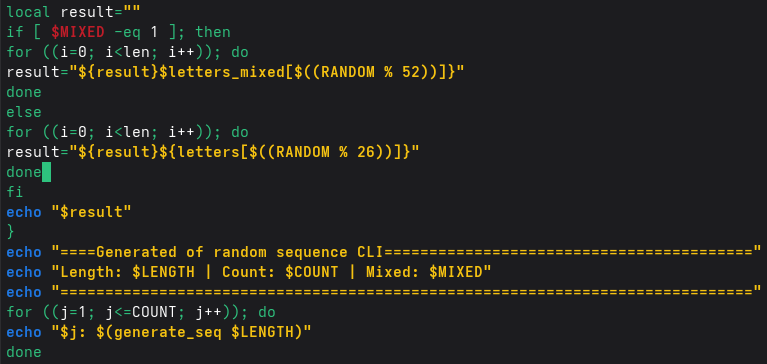 local result=""
if [ $MIXED -eq 1 ]; then
for ((i=0; i<len; i++)); do
result="${result}$letters_mixed[$((RANDOM % 52))]}"
done
else
for ((i=0; i<len; i++)); do
result="${result}${letters[$((RANDOM % 26))]}"
done
fi
echo "$result"
}
echo "====Generated of random sequence CLI========================================="
echo "Length: $LENGTH | Count: $COUNT | Mixed: $MIXED"
echo "============================================================================="
for ((j=1; j<=COUNT; j++)); do
echo "$j: $(generate_seq $LENGTH)"
done